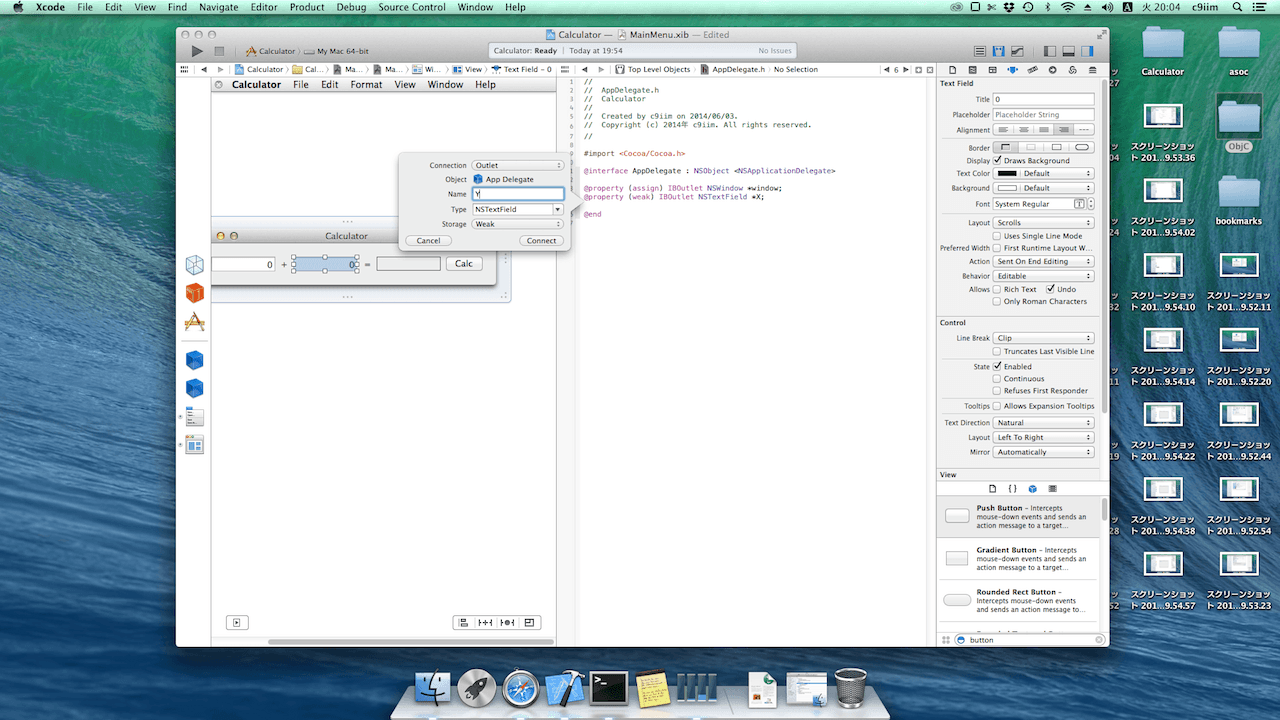 Xcode File Edit View Navigate Editor Product Debug Source Control Window Help
火 20:04 c9iim
Calculator — MainMenu.xib — Edited
Calculator My Mac 64-bit
Calculator: Ready Today at 19:54 No Issues
Calculator Cal... Ma... Ma... Wi... View Text Field – 0
Top Level Objects AppDelegate.h No Selection
6
Calculator File Edit Format View Window Help
//
// AppDelegate.h
// Calculator
//
// Created by c9iim on 2014/06/03.
// Copyright (c) 2014年 c9iim. All rights reserved.
//
#import <Cocoa/Cocoa.h>
@interface AppDelegate : NSObject <NSApplicationDelegate>
@property (assign) IBOutlet NSWindow *window;
@property (weak) IBOutlet NSTextField *X;
@end
1
2
3
4
5
6
7
8
9
Connection Outlet
Object App Delegate
Name Y
Type NSTextField
Storage Weak
Cancel Connect
Calculator
0 + 0 = Calc
Text Field
Title 0
Placeholder Placeholder String
Alignment
Border
Display Draws Background
Text Color Default
Background Default
Font System Regular T
Layout Scrolls
Uses Single Line Mode
Preferred Width First Runtime Layout W...
Action Sent On End Editing
Behavior Editable
Allows Rich Text Undo
Only Roman Characters
Control
Line Break Clip
Truncates Last Visible Line
State Enabled
Continuous
Refuses First Responder
Tooltips Allows Expansion Tooltips
Text Direction Natural
Layout Left To Right
Mirror Automatically
View
{ }
Push Button – Intercepts
mouse-down events and sends an
action message to a target...
Gradient Button – Intercepts
mouse-down events and sends an
action message to a target...
Rounded Rect Button –
Intercepts mouse-down events
and sends an action message to...
button
Calculator
asoc
スクリーンショッ
ト 201...9.53.36
ObjC
スクリーンショッ
ト 201...9.54.02
bookmarks
スクリーンショッ
ト 201...9.54.10
スクリーンショッ
ト 201...9.52.11
スクリーンショッ
ト 201...9.54.14
スクリーンショッ
ト 201...9.52.20
スクリーンショッ
ト 201...9.54.22
スクリーンショッ
ト 201...9.52.44
スクリーンショッ
ト 201...9.54.38
スクリーンショッ
ト 201...9.52.54
スクリーンショッ
ト 201...9.54.57
スクリーンショッ
ト 201...9.53.23